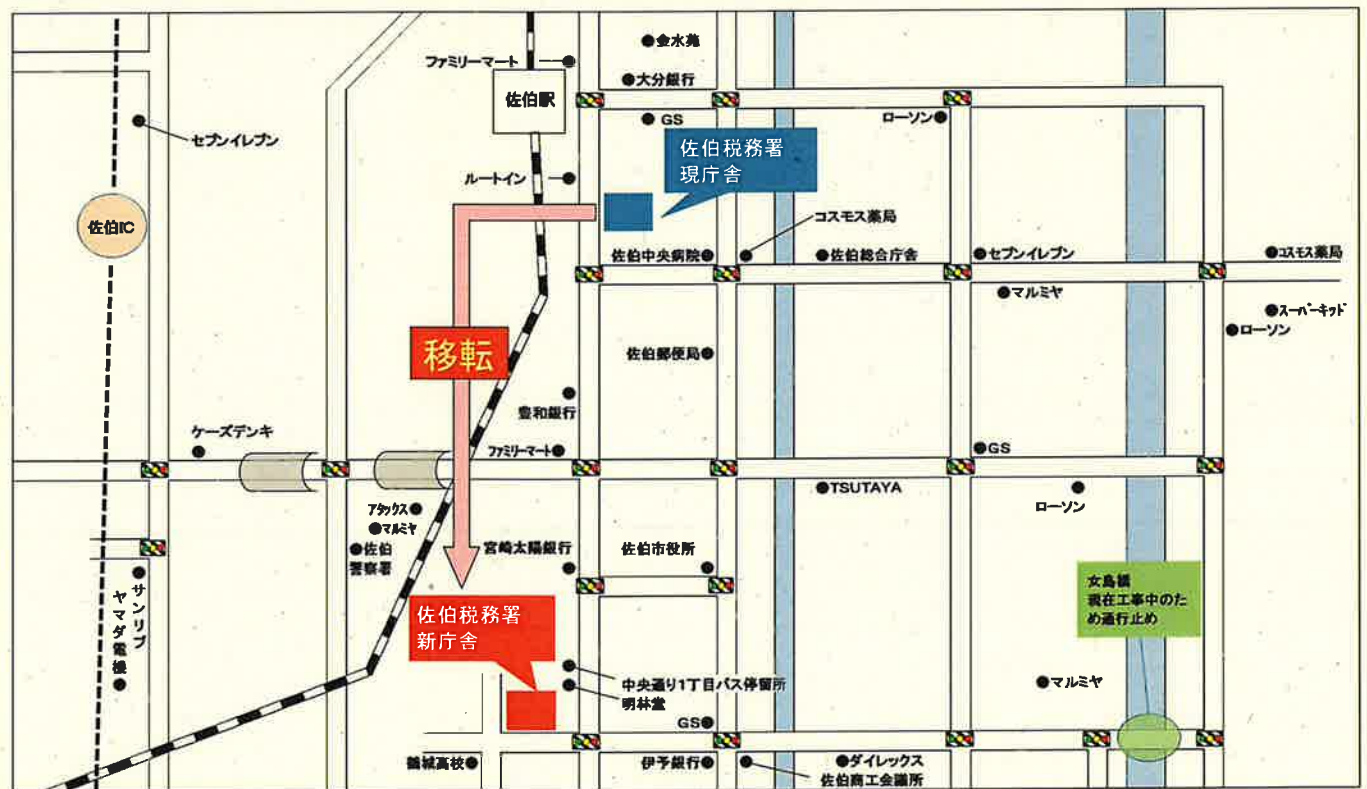 金水苑
ファミリーマート
大分銀行
佐伯駅
GS
ローソン
セブンイレブン
佐伯税務署
現庁舎
ルートイン
コスモス薬局
佐伯IC
佐伯中央病院
佐伯総合庁舎
セブンイレブン
コスモス薬局
マルミヤ
スーパーキッド
ローソン
移転
佐伯郵便局
豊和銀行
ケーズデンキ
ファミリーマート
GS
TSUTAYA
ローソン
アタックス
マルミヤ
佐伯
警察署
宮崎太陽銀行
佐伯市役所
サンリブ
ヤマダ電機
女島橋
現在工事中のた
め通行止め
佐伯税務署
新庁舎
中央通り1丁目バス停留所
明林堂
マルミヤ
GS
鶴城高校
伊予銀行
ダイレックス
佐伯商工会議所